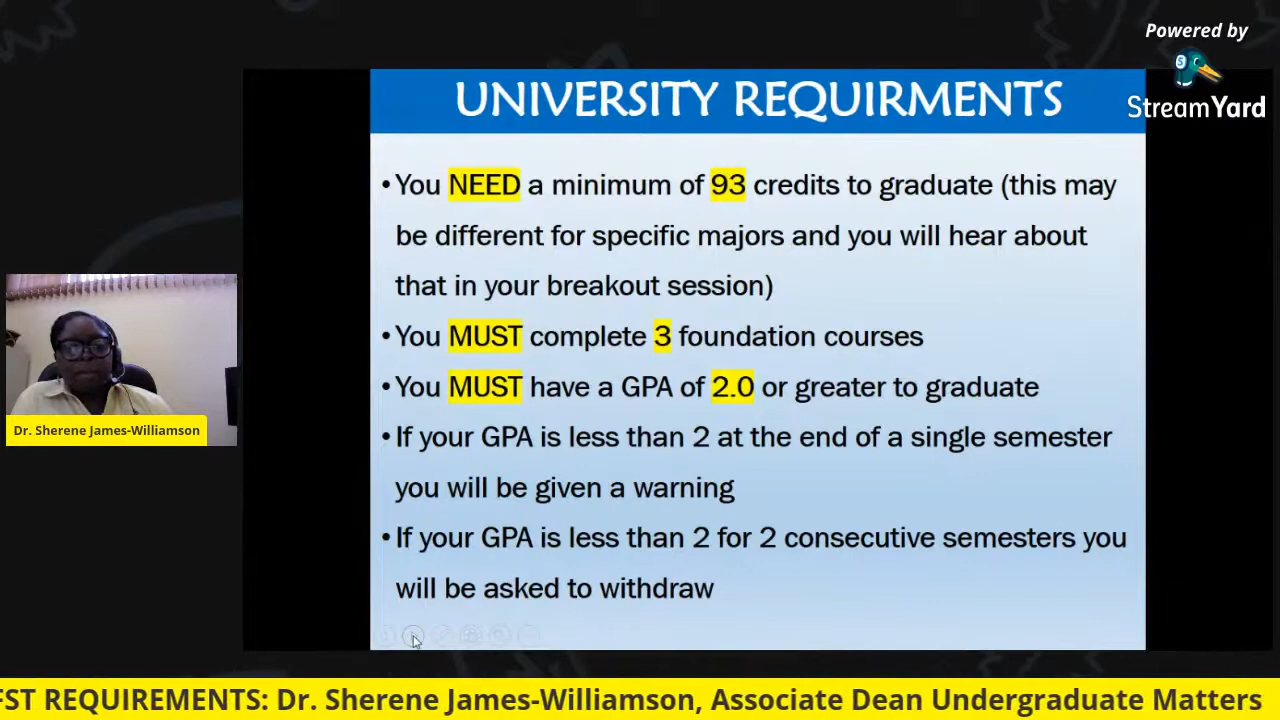 Powered by
StreamYard
UNIVERSITY REQUIRMENTS
• You NEED a minimum of 93 credits to graduate (this may
be different for specific majors and you will hear about
that in your breakout session)
• You MUST complete 3 foundation courses
• You MUST have a GPA of 2.0 or greater to graduate
• If your GPA is less than 2 at the end of a single semester
you will be given a warning
• If your GPA is less than 2 for 2 consecutive semesters you
will be asked to withdraw
Dr. Sherene James-Williamson
FST REQUIREMENTS: Dr. Sherene James-Williamson, Associate Dean Undergraduate Matters